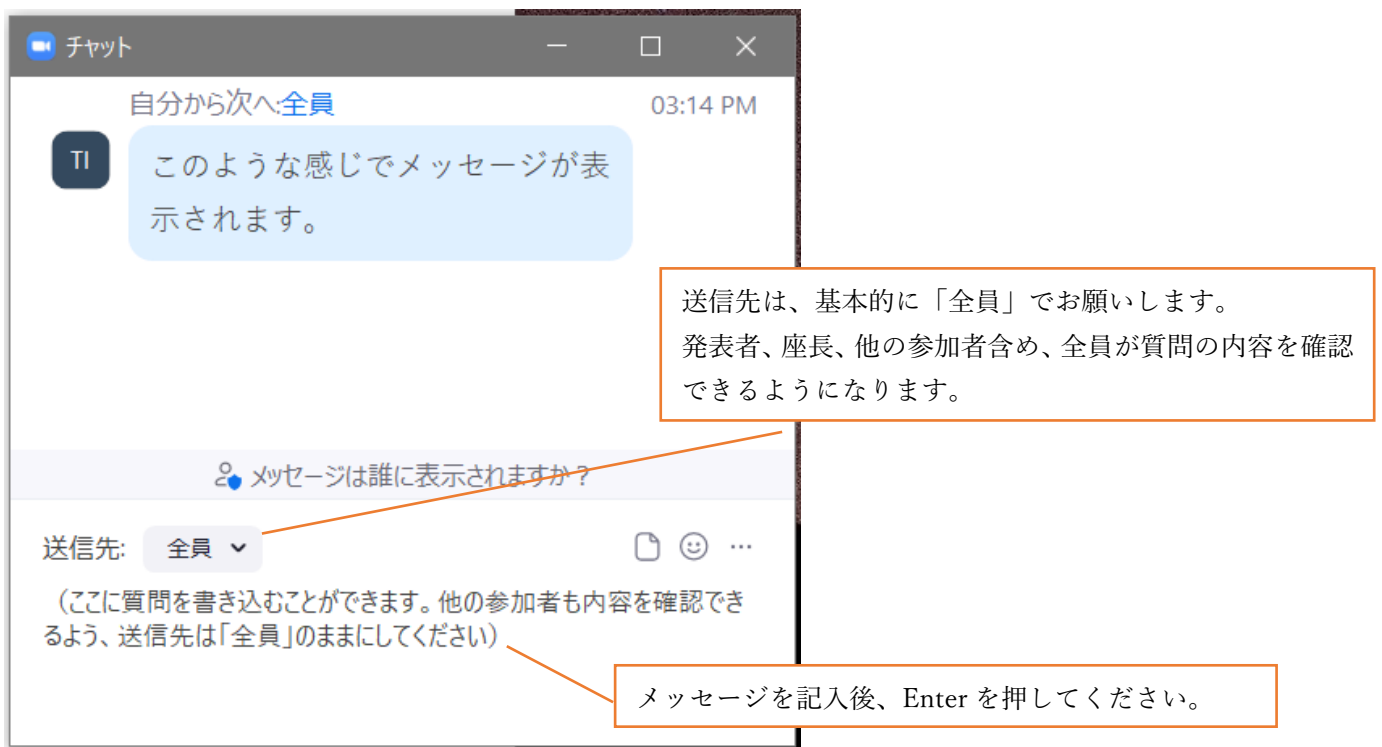 チャット
自分から次へ:全員 03:14 PM
TI
このような感じでメッセージが表
示されます。
送信先は、基本的に「全員」でお願いします。
発表者、座長、他の参加者含め、全員が質問の内容を確認
できるようになります。
メッセージは誰に表示されますか？
送信先: 全員
（ここに質問を書き込むことができます。他の参加者も内容を確認でき
るよう、送信先は「全員」のままにしてください）
メッセージを記入後、Enter を押してください。